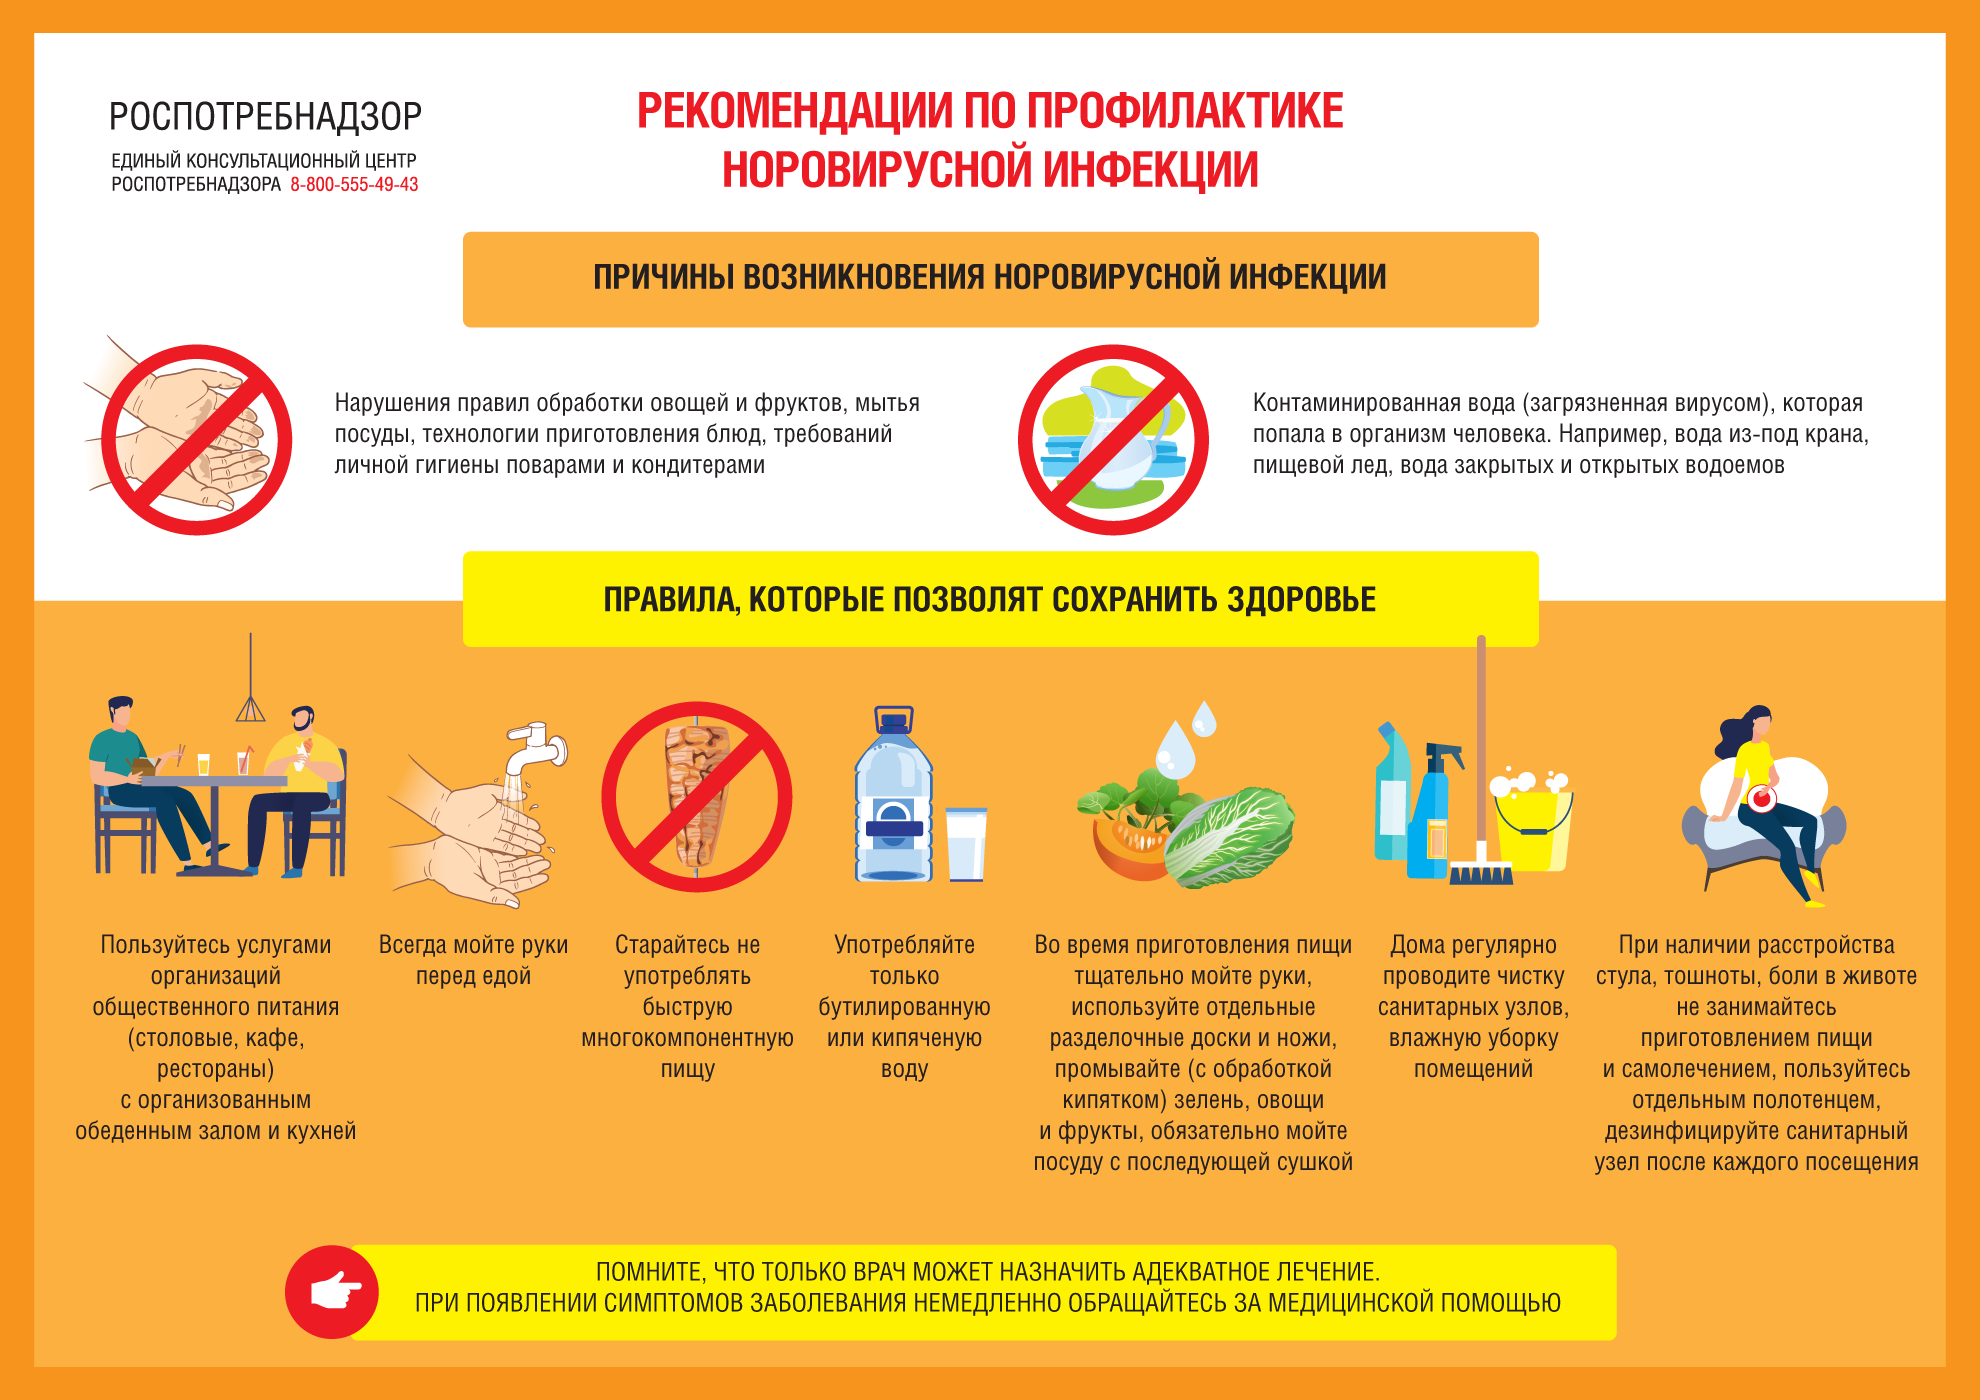 РОСПОТРЕБНАДЗОР
ЕДИНЫЙ КОНСУЛЬТАЦИОННЫЙ ЦЕНТР
РОСПОТРЕБНАДЗОРА 8-800-555-49-43
РЕКОМЕНДАЦИИ ПО ПРОФИЛАКТИКЕ
НОРОВИРУСНОЙ ИНФЕКЦИИ
ПРИЧИНЫ ВОЗНИКНОВЕНИЯ НОРОВИРУСНОЙ ИНФЕКЦИИ
Нарушения правил обработки овощей и фруктов, мытья
посуды, технологии приготовления блюд, требований
личной гигиены поварами и кондитерами
Контаминированная вода (загрязненная вирусом), которая
попала в организм человека. Например, вода из-под крана,
пищевой лед, вода закрытых и открытых водоемов
ПРАВИЛА, КОТОРЫЕ ПОЗВОЛЯТ СОХРАНИТЬ ЗДОРОВЬЕ
Пользуйтесь услугами
организаций
общественного питания
(столовые, кафе,
рестораны)
с организованным
обеденным залом и кухней
Всегда мойте руки
перед едой
Старайтесь не
употреблять
быструю
многокомпонентную
пищу
Употребляйте
только
бутилированную
или кипяченую
воду
Во время приготовления пищи
тщательно мойте руки,
используйте отдельные
разделочные доски и ножи,
промывайте (с обработкой
кипятком) зелень, овощи
и фрукты, обязательно мойте
посуду с последующей сушкой
Дома регулярно
проводите чистку
санитарных узлов,
влажную уборку
помещений
При наличии расстройства
стула, тошноты, боли в животе
не занимайтесь
приготовлением пищи
и самолечением, пользуйтесь
отдельным полотенцем,
дезинфицируйте санитарный
узел после каждого посещения
ПОМНИТЕ, ЧТО ТОЛЬКО ВРАЧ МОЖЕТ НАЗНАЧИТЬ АДЕКВАТНОЕ ЛЕЧЕНИЕ.
ПРИ ПОЯВЛЕНИИ СИМПТОМОВ ЗАБОЛЕВАНИЯ НЕМЕДЛЕННО ОБРАЩАЙТЕСЬ ЗА МЕДИЦИНСКОЙ ПОМОЩЬЮ